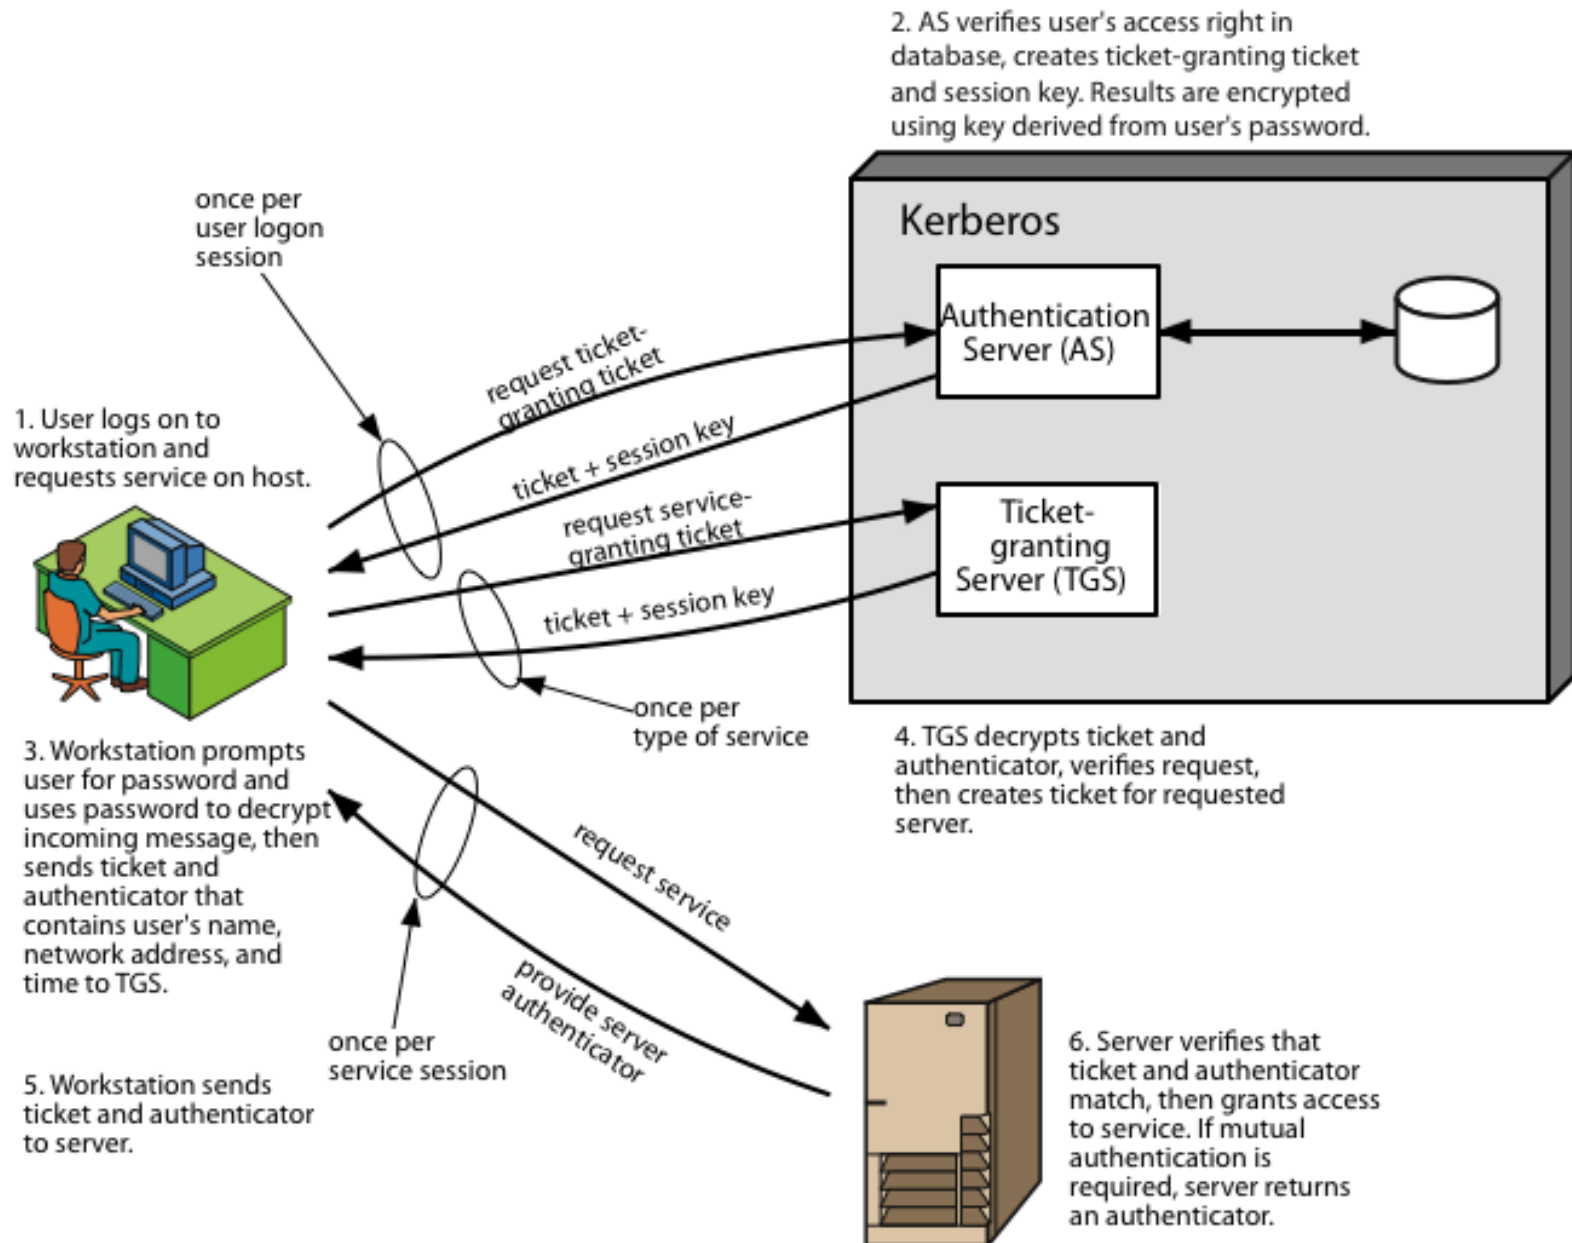 2. AS verifies user's access right in
database, creates ticket-granting ticket
and session key. Results are encrypted
using key derived from user's password.
once per
user logon
session
Kerberos
Authentication
Server (AS)
request ticket-
granting ticket
1. User logs on to
workstation and
requests service on host.
ticket + session key
request service-
granting ticket
Ticket-
granting
Server (TGS)
ticket + session key
once per
type of service
3. Workstation prompts
user for password and
uses password to decrypt
incoming message, then
sends ticket and
authenticator that
contains user's name,
network address, and
time to TGS.
4. TGS decrypts ticket and
authenticator, verifies request,
then creates ticket for requested
server.
request service
provide server
authenticator
once per
service session
5. Workstation sends
ticket and authenticator
to server.
6. Server verifies that
ticket and authenticator
match, then grants access
to service. If mutual
authentication is
required, server returns
an authenticator.